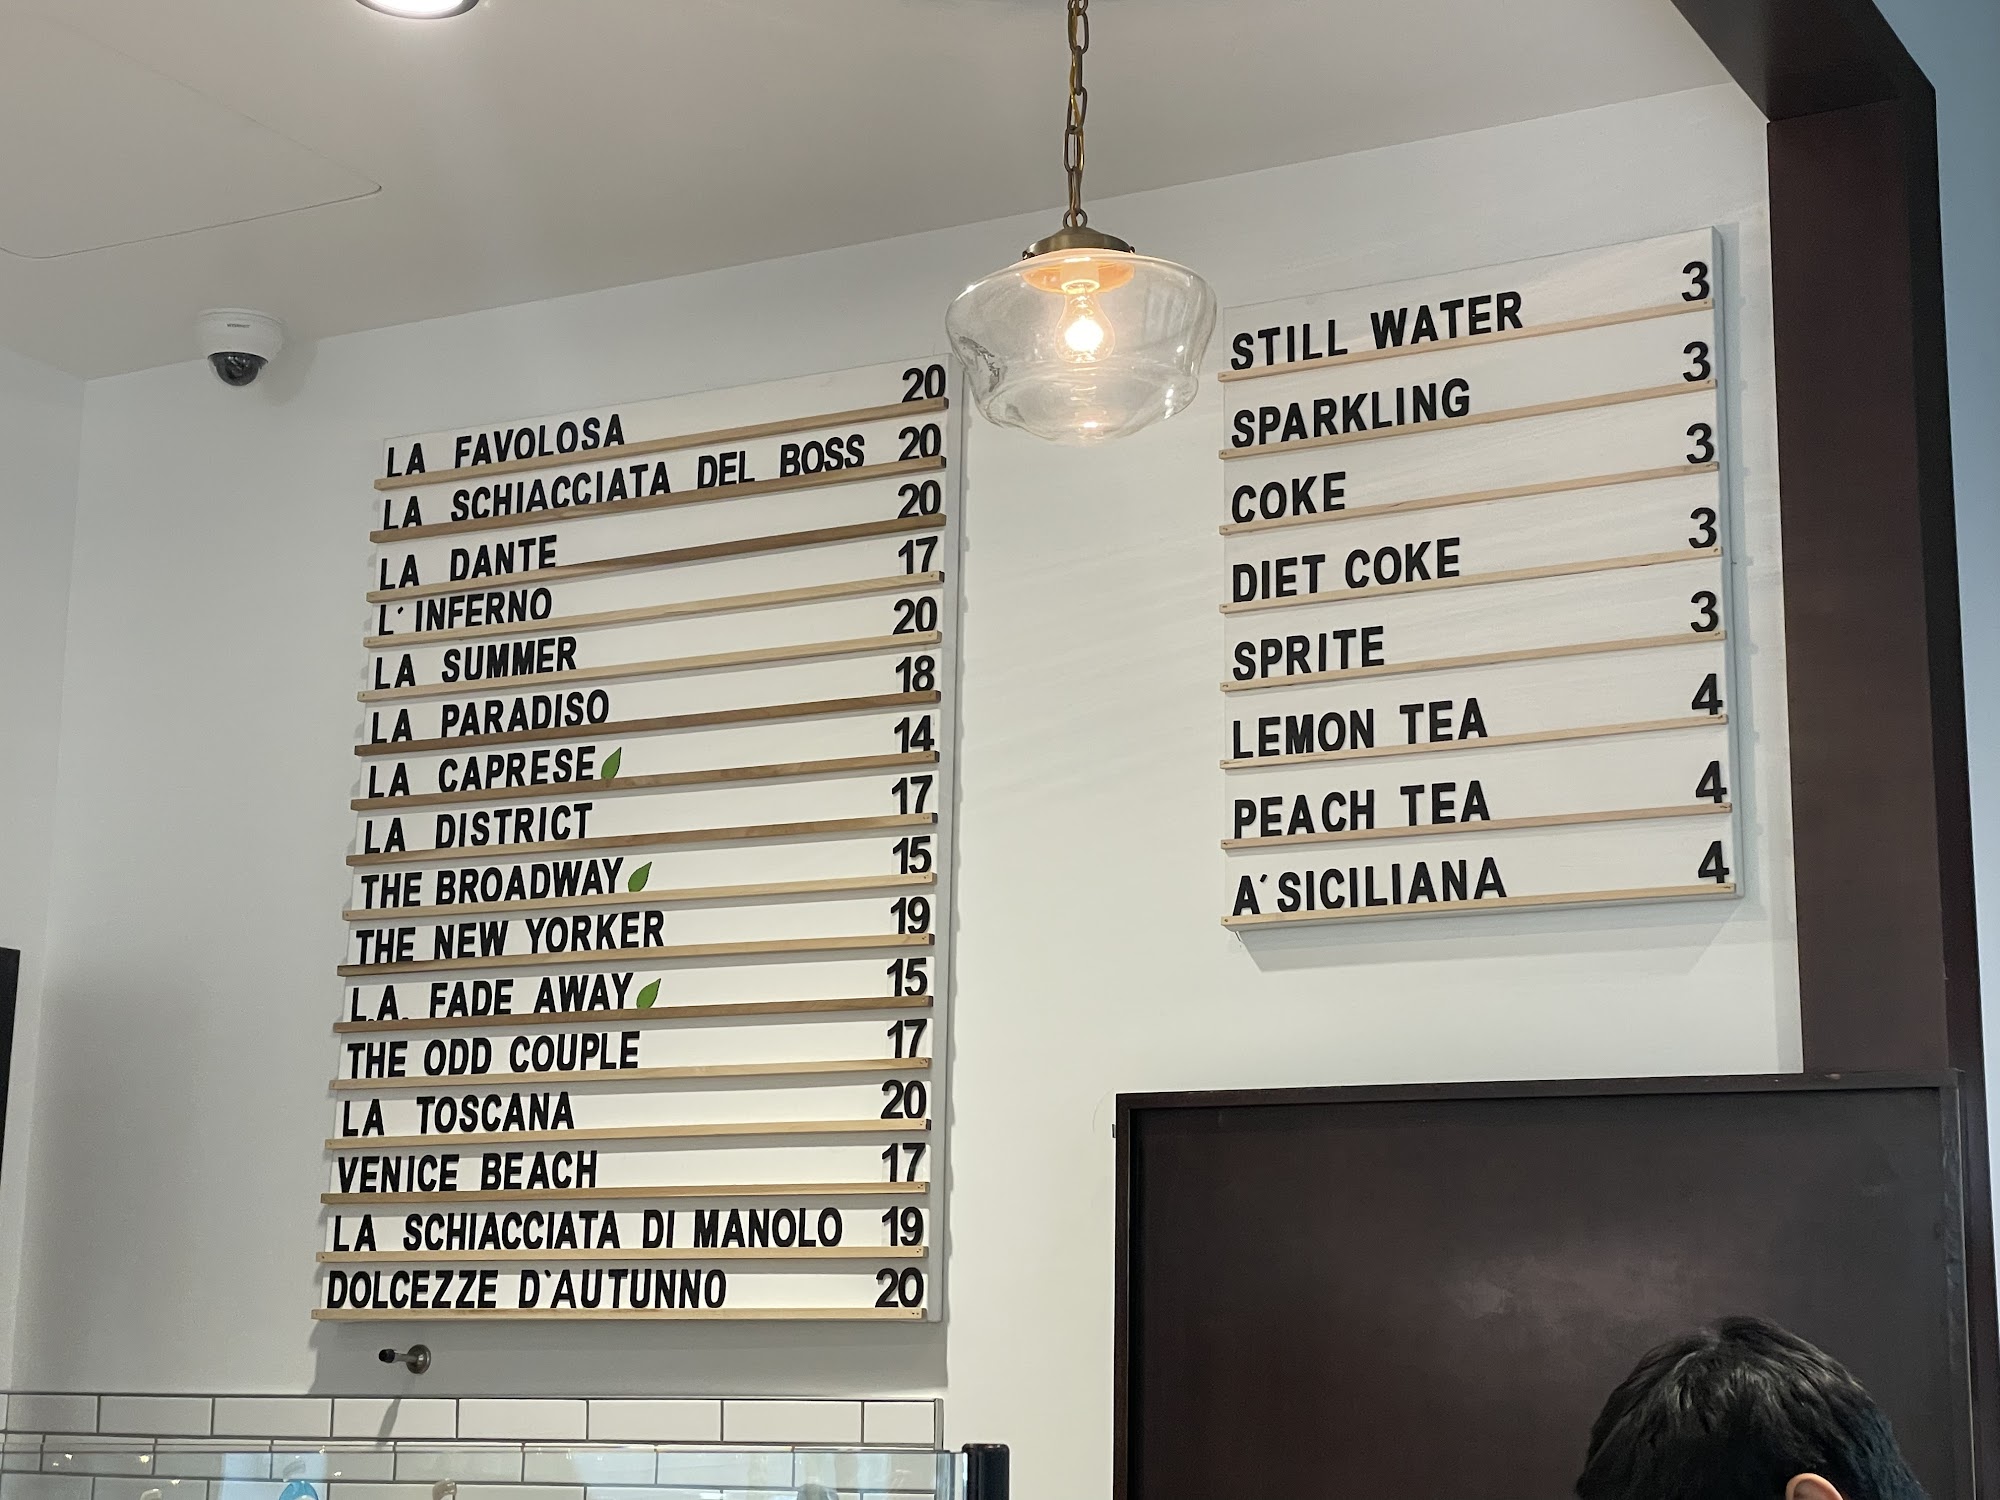 LA FAVOLOSA 20
LA SCHIACCIATA DEL BOSS 20
LA DANTE 20
L'INFERNO 17
LA SUMMER 20
LA PARADISO 18
LA CAPRESE 14
LA DISTRICT 17
THE BROADWAY 15
THE NEW YORKER 19
L.A. FADE AWAY 15
THE ODD COUPLE 17
LA TOSCANA 20
VENICE BEACH 17
LA SCHIACCIATA DI MANOLO 19
DOLCEZZE D'AUTUNNO 20
STILL WATER 3
SPARKLING 3
COKE 3
DIET COKE 3
SPRITE 3
LEMON TEA 4
PEACH TEA 4
A'SICILIANA 4